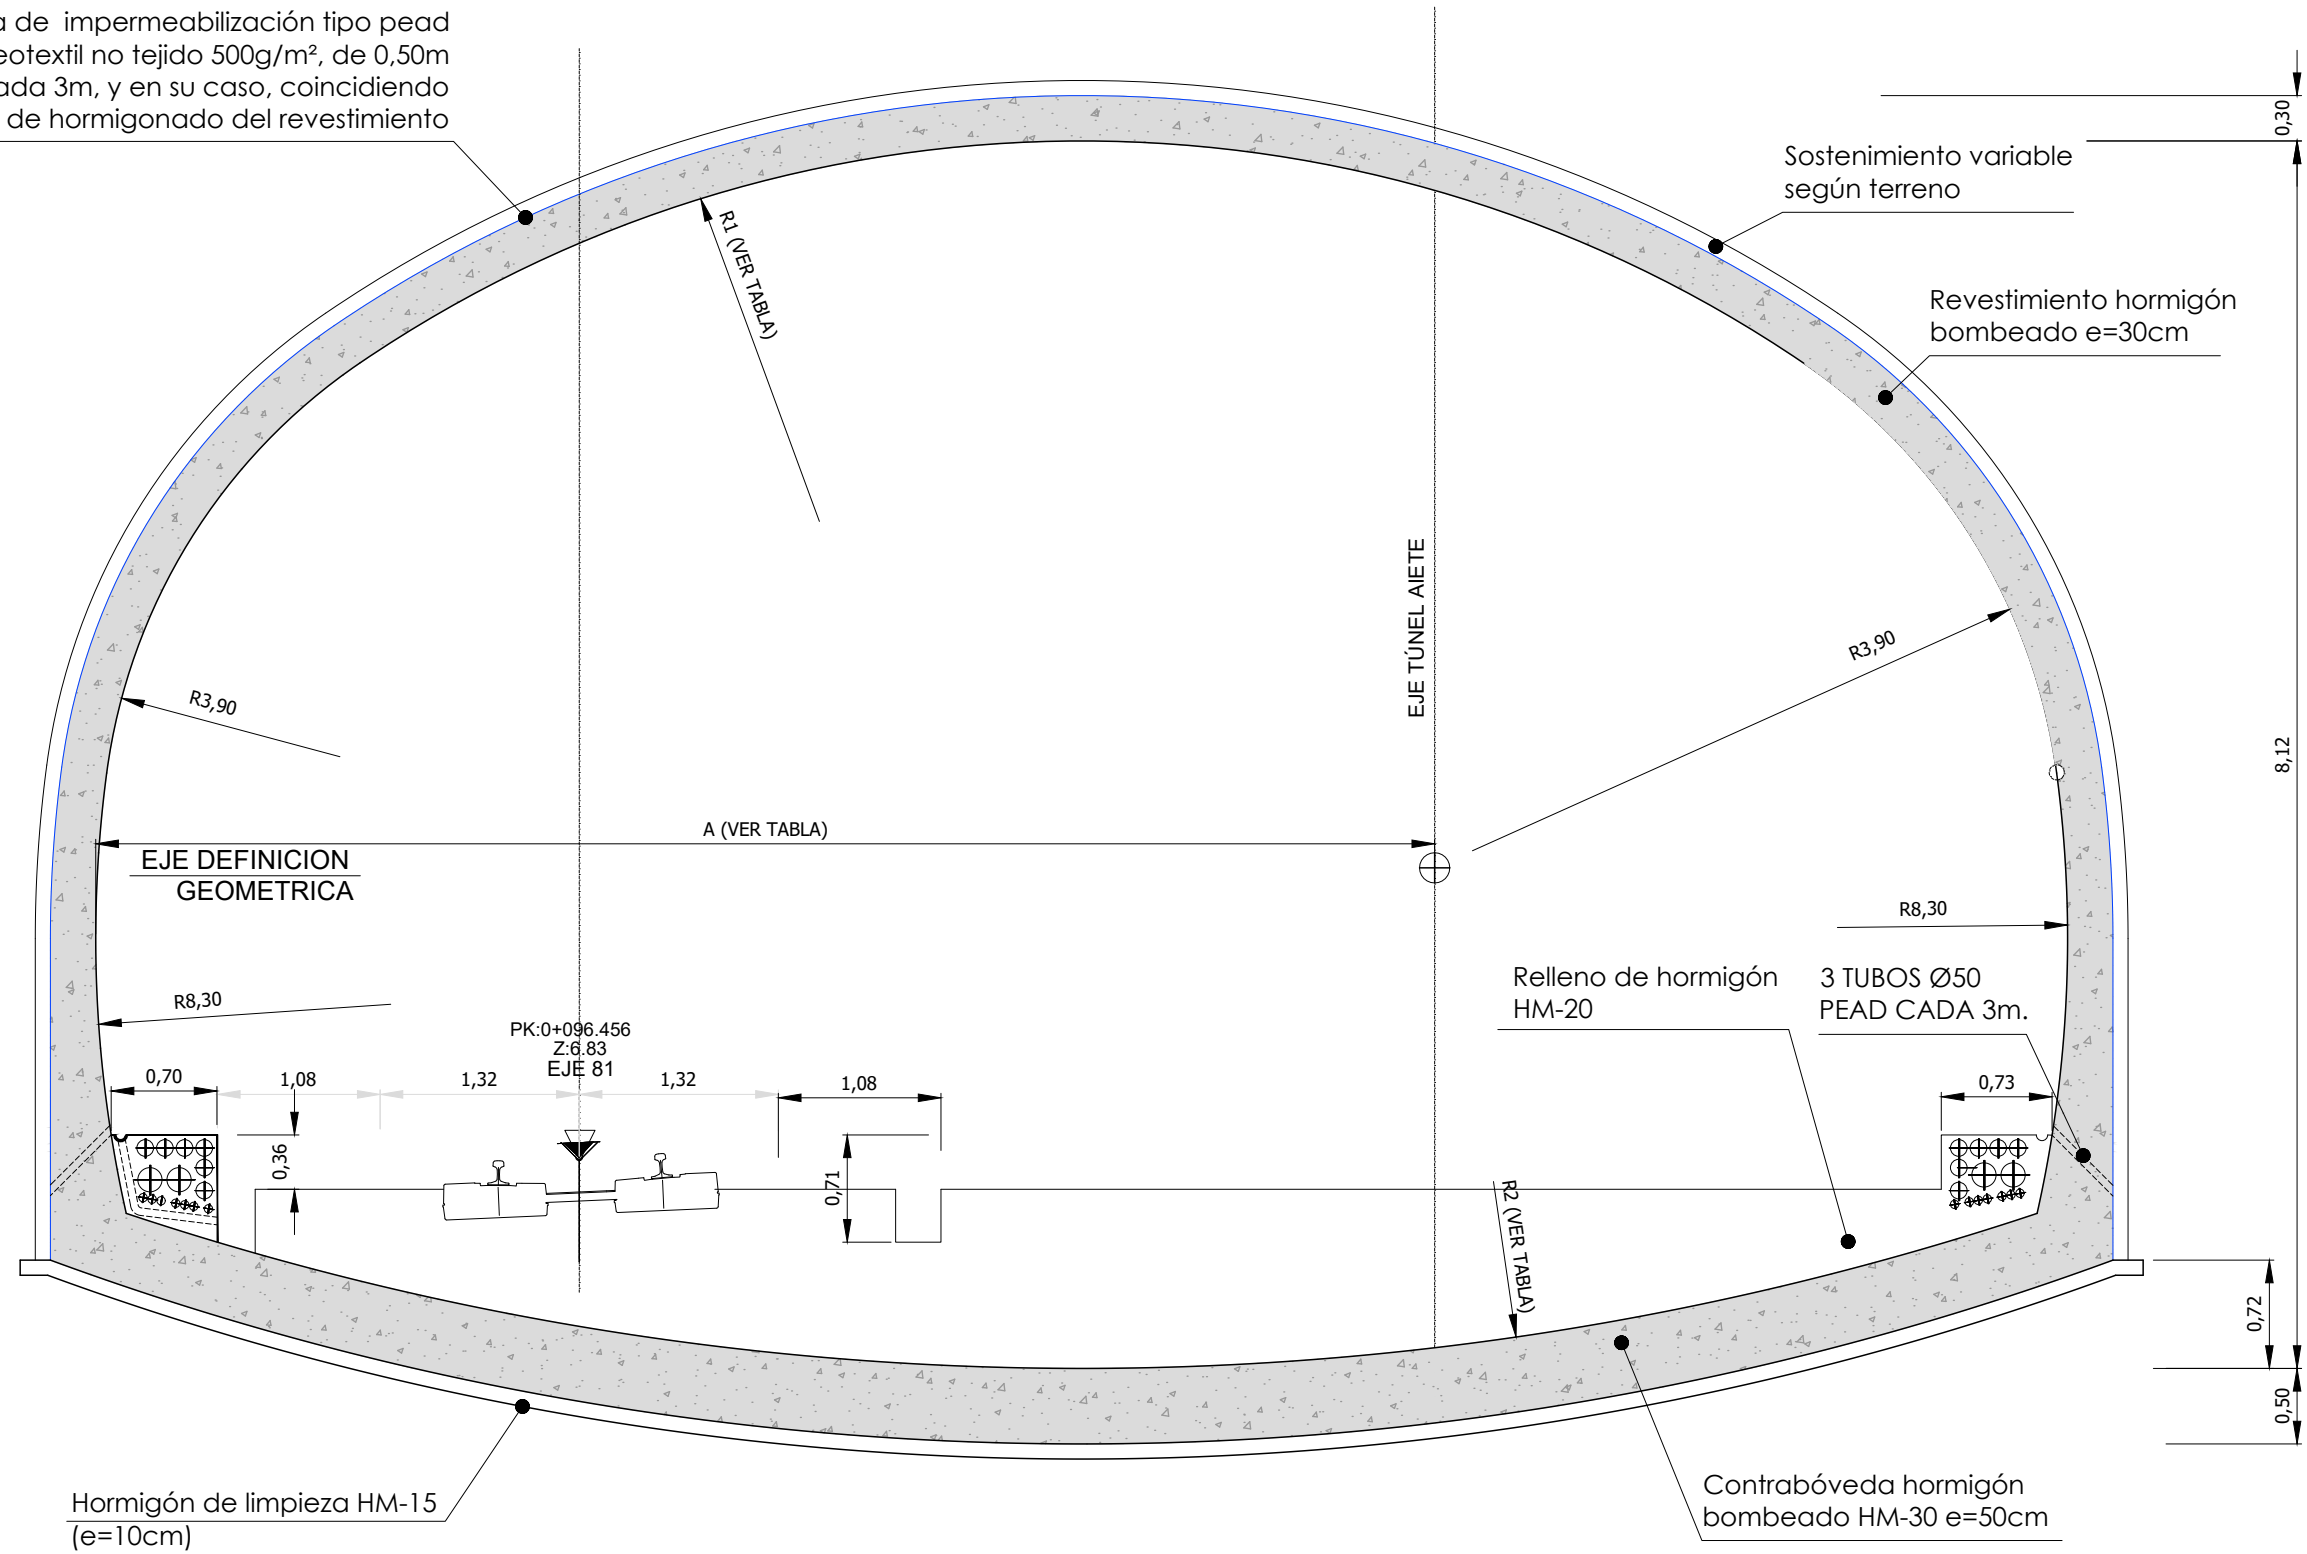 de impermeabilización tipo pead
no tejido 500g/m², de 0,50m
3m, y en su caso, coincidiendo
de hormigonado del revestimiento
0,30
Sostenimiento variable
según terreno
R1 (VER TABLA)
Revestimiento hormigón
bombeado e=30cm
EJE TÚNEL AIETE
R3,90
R3,90
8,12
A (VER TABLA)
EJE DEFINICION
GEOMETRICA
R8,30
R8,30
Relleno de hormigón
HM-20
3 TUBOS Ø50
PEAD CADA 3m.
PK:0+096.456
Z:6.83
EJE 81
0,70
1,08
1,32
1,32
1,08
0,73
0,36
0,71
R2 (VER TABLA)
0,72
0,50
Hormigón de limpieza HM-15
(e=10cm)
Contrabóveda hormigón
bombeado HM-30 e=50cm